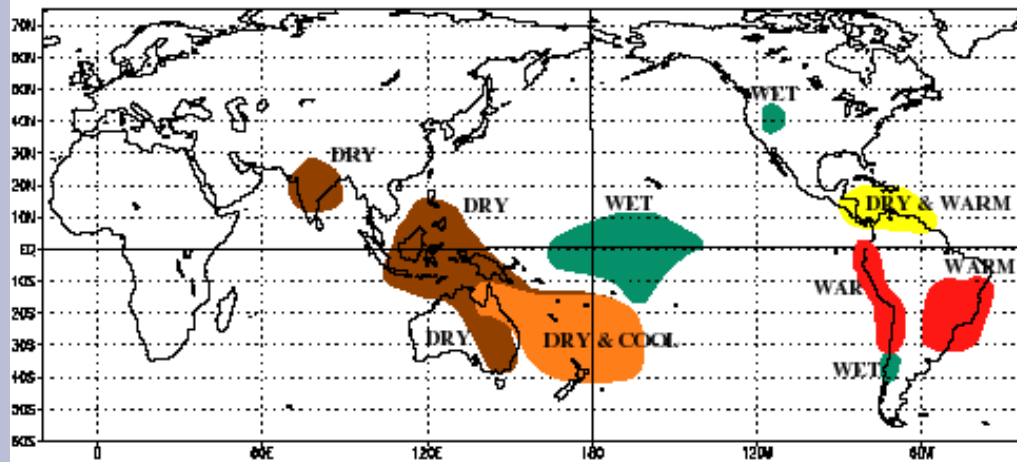 70N
60N
50N
WET
40N
30N
DRY
20N
DRY
WET
DRY & WARM
10N
EQ
10S
WARM
WAR
20S
30S
DRY
DRY & COOL
WET
40S
50S
60S
0
60E
120E
180
120W
60W